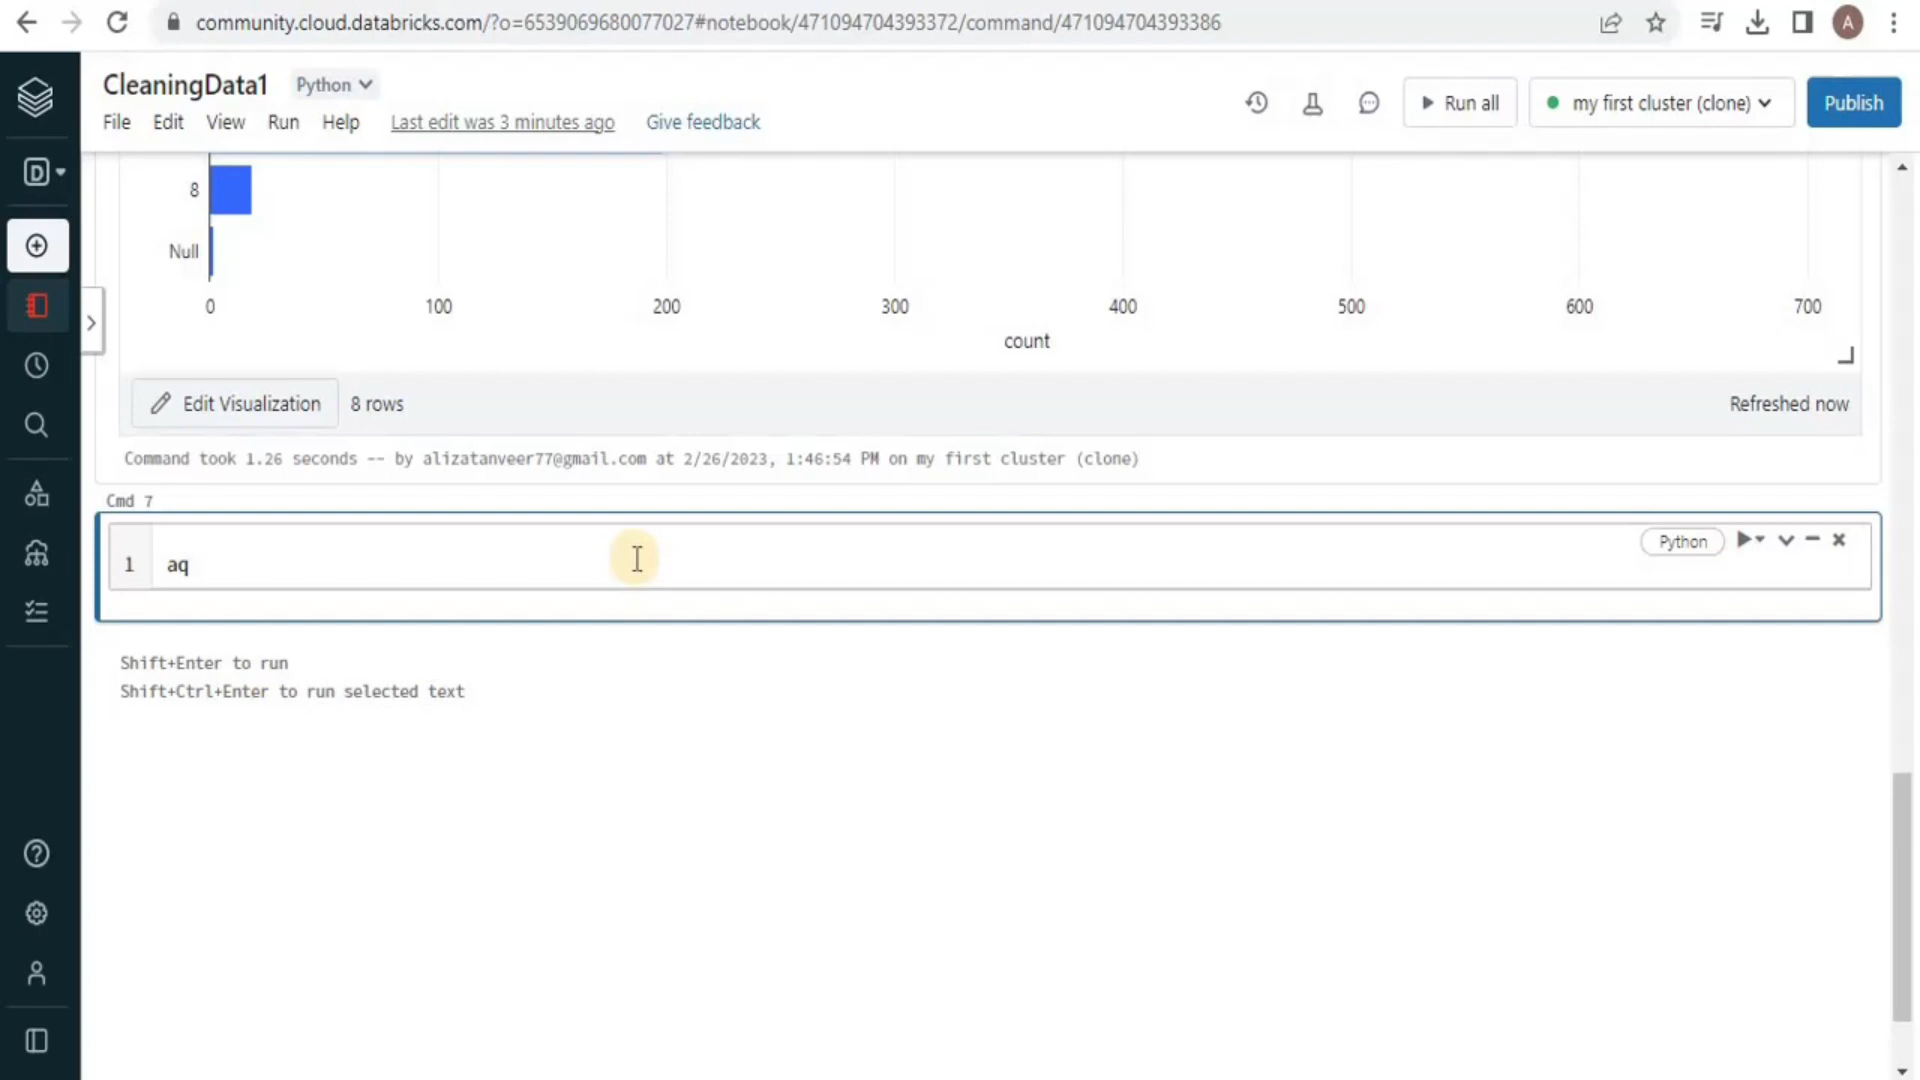 community.cloud.databricks.com/?o=6539069680077027#notebook/471094704393372/command/471094704393386
A
CleaningData1 Python
File Edit View Run Help Last edit was 3 minutes ago Give feedback
Run all
my first cluster (clone)
Publish
D
8
Null
0 100 200 300 400 500 600 700
count
Edit Visualization 8 rows
Refreshed now
Command took 1.26 seconds -- by alizatanveer77@gmail.com at 2/26/2023, 1:46:54 PM on my first cluster (clone)
Cmd 7
Python
1 aq
Shift+Enter to run
Shift+Ctrl+Enter to run selected text